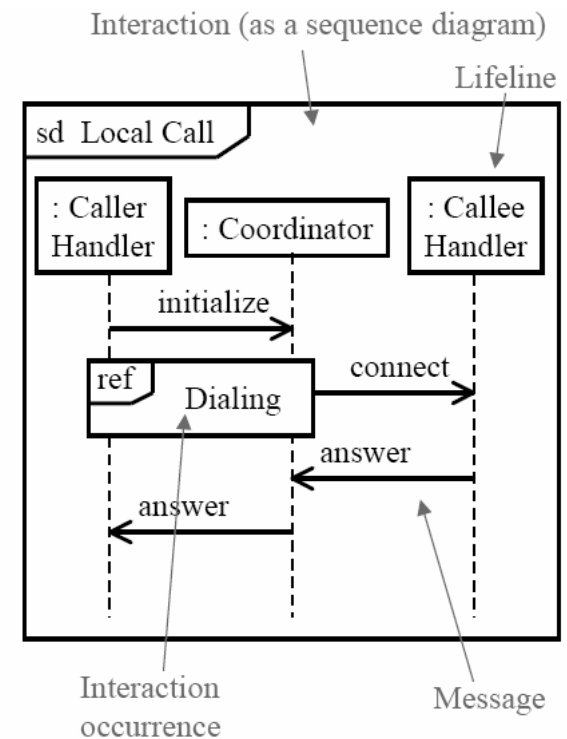 Interaction (as a sequence diagram)
Lifeline
sd Local Call
: Caller
Handler
: Coordinator
: Callee
Handler
initialize
ref
Dialing
connect
answer
answer
Interaction
occurrence
Message